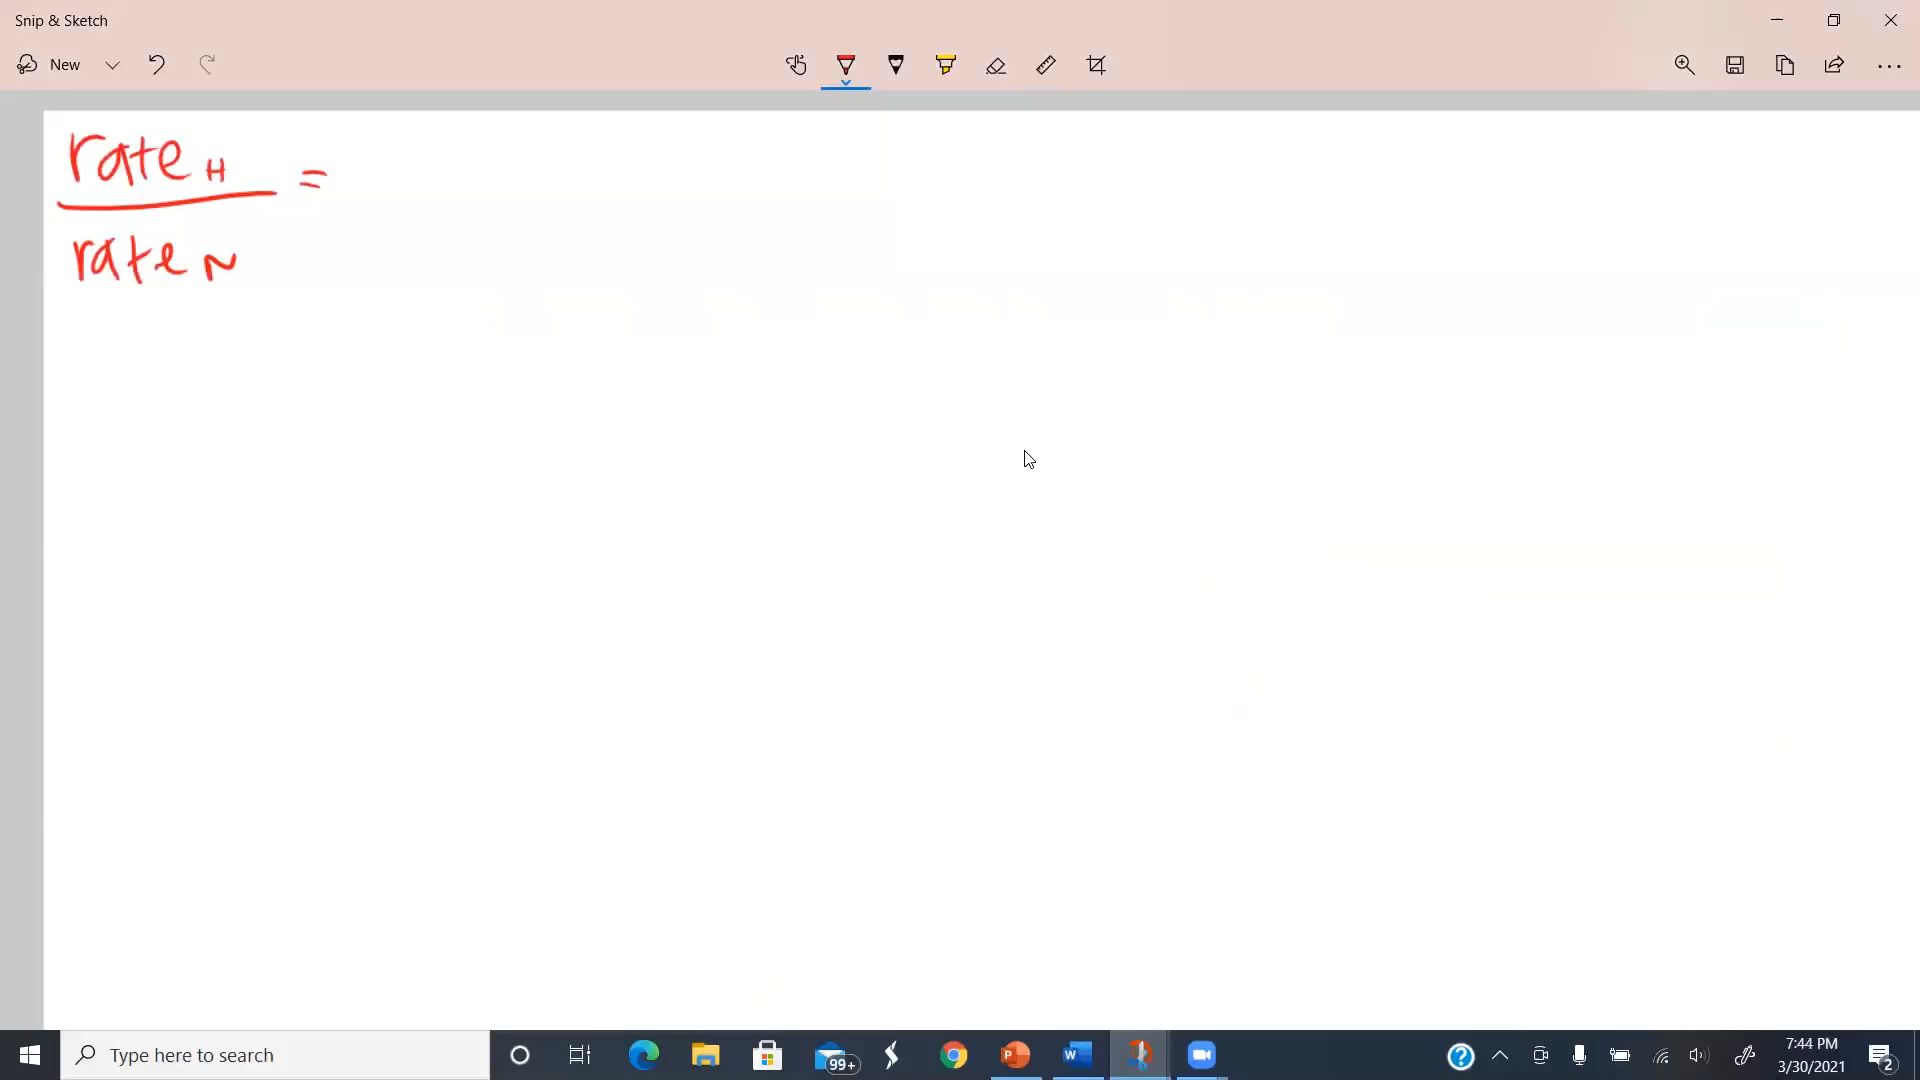 Snip & Sketch
New
rate H =
rate N
Type here to search
99+
7:44 PM
3/30/2021
2